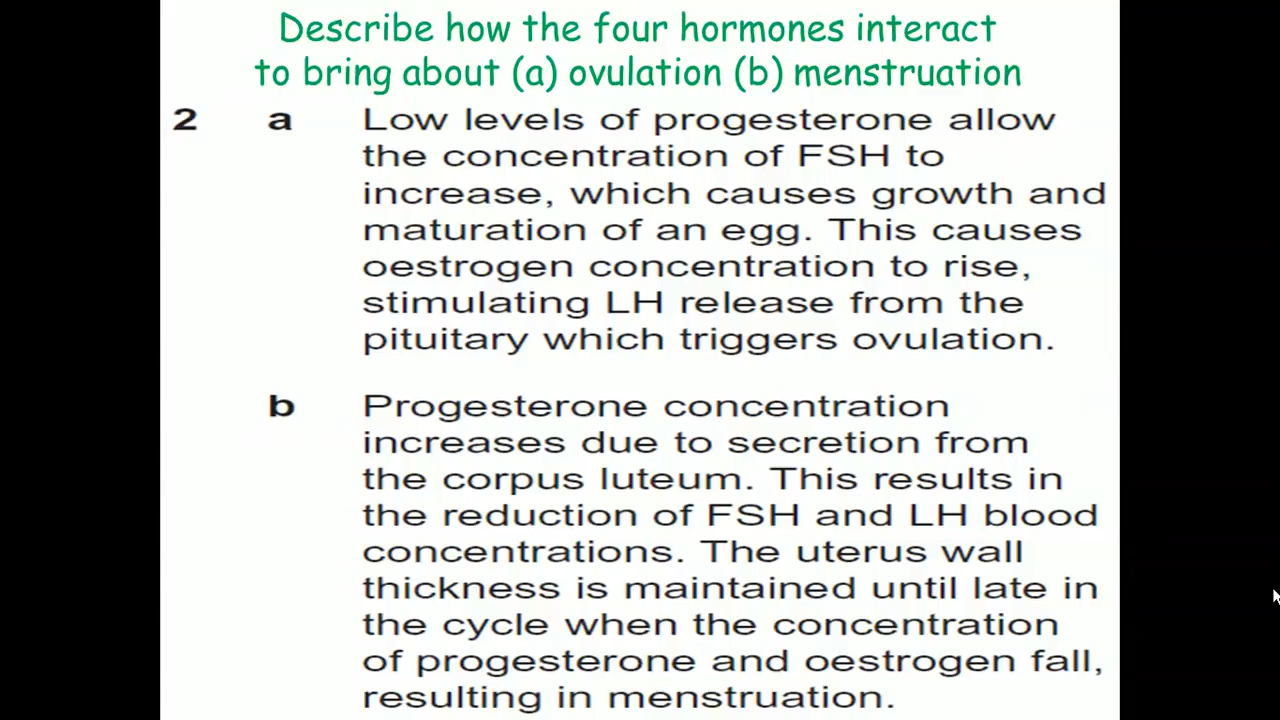 Describe how the four hormones interact
to bring about (a) ovulation (b) menstruation
2 a Low levels of progesterone allow
the concentration of FSH to
increase, which causes growth and
maturation of an egg. This causes
oestrogen concentration to rise,
stimulating LH release from the
pituitary which triggers ovulation.
b Progesterone concentration
increases due to secretion from
the corpus luteum. This results in
the reduction of FSH and LH blood
concentrations. The uterus wall
thickness is maintained until late in
the cycle when the concentration
of progesterone and oestrogen fall,
resulting in menstruation.